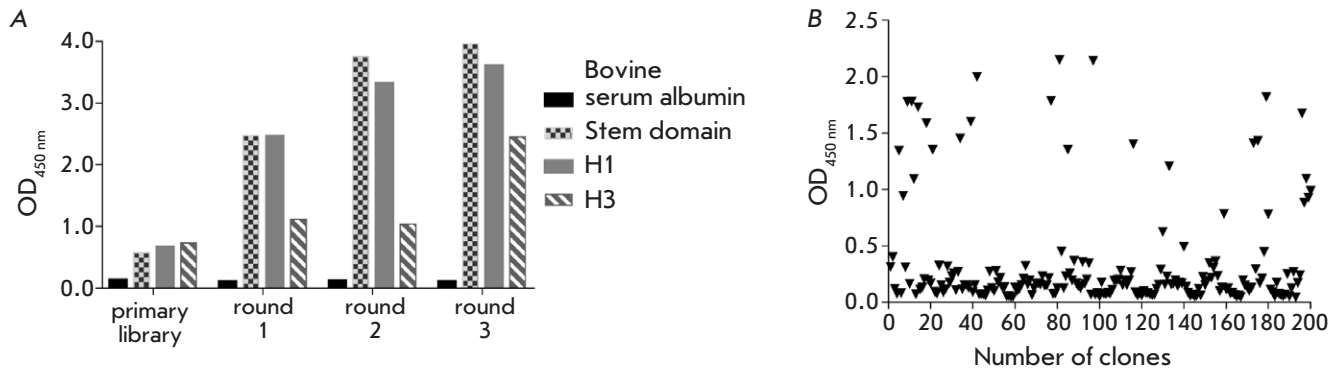 A
4.0
3.0
2.0
1.0
0.0
OD450 nm
primary library
round 1
round 2
round 3
Bovine
serum albumin
Stem domain
H1
H3
B
2.5
2.0
1.5
1.0
0.5
0.0
OD450 nm
0 20 40 60 80 100 120 140 160 180 200
Number of clones